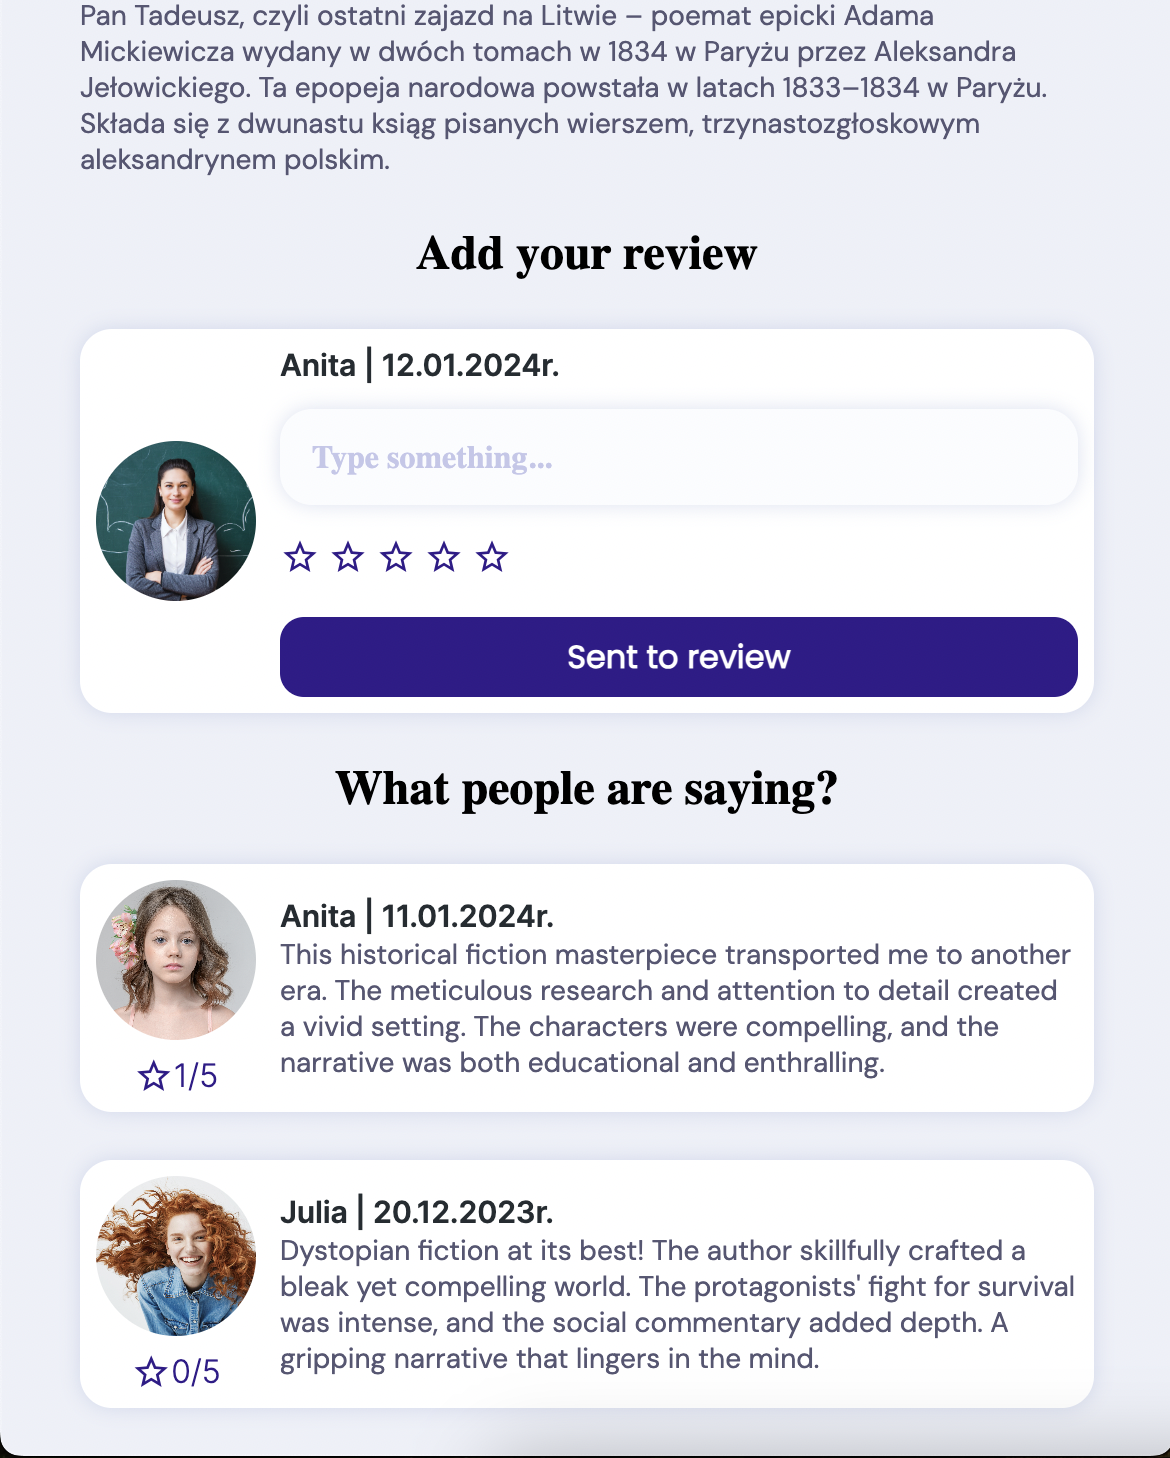 Pan Tadeusz, czyli ostatni zajazd na Litwie – poemat epicki Adama
Mickiewicza wydany w dwóch tomach w 1834 w Paryżu przez Aleksandra
Jełowickiego. Ta epopeja narodowa powstała w latach 1833–1834 w Paryżu.
Składa się z dwunastu ksiąg pisanych wierszem, trzynastozgłoskowym
aleksandrynem polskim.
Add your review
Anita | 12.01.2024r.
Type something...
Sent to review
What people are saying?
Anita | 11.01.2024r.
This historical fiction masterpiece transported me to another
era. The meticulous research and attention to detail created
a vivid setting. The characters were compelling, and the
narrative was both educational and enthralling.
1/5
Julia | 20.12.2023r.
Dystopian fiction at its best! The author skillfully crafted a
bleak yet compelling world. The protagonists' fight for survival
was intense, and the social commentary added depth. A
gripping narrative that lingers in the mind.
0/5